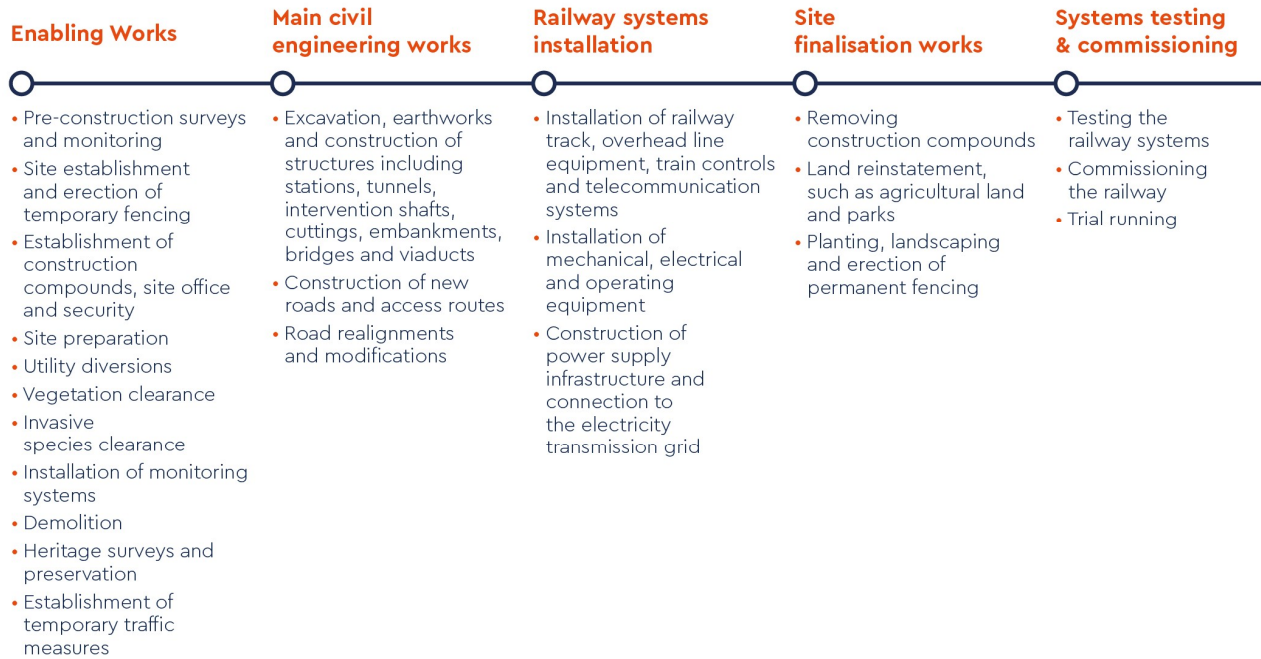 Enabling Works
• Pre-construction surveys
and monitoring
• Site establishment
and erection of
temporary fencing
• Establishment of
construction
compounds, site office
and security
• Site preparation
• Utility diversions
• Vegetation clearance
• Invasive
species clearance
• Installation of monitoring
systems
• Demolition
• Heritage surveys and
preservation
• Establishment of
temporary traffic
measures
Main civil
engineering works
• Excavation, earthworks
and construction of
structures including
stations, tunnels,
intervention shafts,
cuttings, embankments,
bridges and viaducts
• Construction of new
roads and access routes
• Road realignments
and modifications
Railway systems
installation
• Installation of railway
track, overhead line
equipment, train controls
and telecommunication
systems
• Installation of
mechanical, electrical
and operating
equipment
• Construction of
power supply
infrastructure and
connection to
the electricity
transmission grid
Site
finalisation works
• Removing
construction compounds
• Land reinstatement,
such as agricultural land
and parks
• Planting, landscaping
and erection of
permanent fencing
Systems testing
& commissioning
• Testing the
railway systems
• Commissioning
the railway
• Trial running